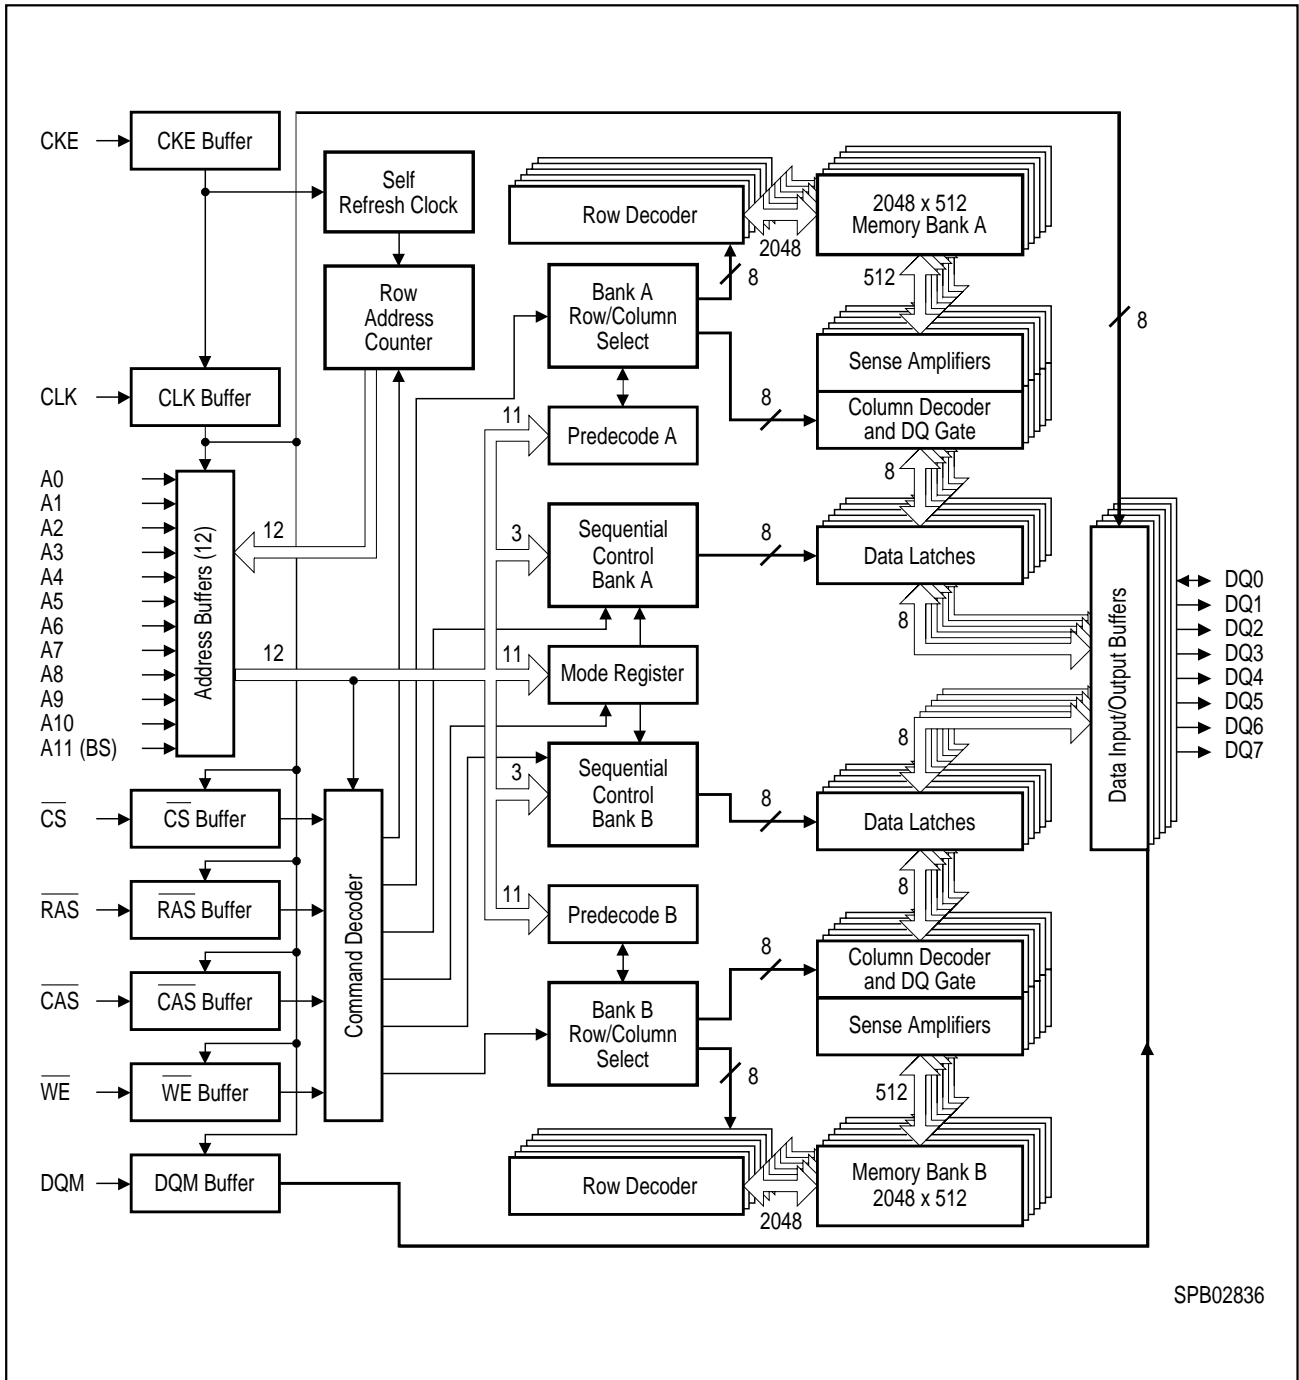 CKE
CKE Buffer
Self
Refresh Clock
Row
Address
Counter
CLK
CLK Buffer
A0
A1
A2
A3
A4
A5
A6
A7
A8
A9
A10
A11 (BS)
Address Buffers (12)
12
12
CS
CS Buffer
RAS
RAS Buffer
CAS
CAS Buffer
WE
WE Buffer
DQM
DQM Buffer
Command Decoder
Row Decoder
2048
2048 x 512
Memory Bank A
8
512
Bank A
Row/Column
Select
Sense Amplifiers
8
Column Decoder
and DQ Gate
11
Predecode A
8
3
Sequential
Control
Bank A
8
Data Latches
8
11
Mode Register
8
3
Sequential
Control
Bank B
8
Data Latches
8
11
Predecode B
8
Column Decoder
and DQ Gate
Bank B
Row/Column
Select
Sense Amplifiers
8
512
Row Decoder
2048
Memory Bank B
2048 x 512
8
Data Input/Output Buffers
DQ0
DQ1
DQ2
DQ3
DQ4
DQ5
DQ6
DQ7
SPB02836